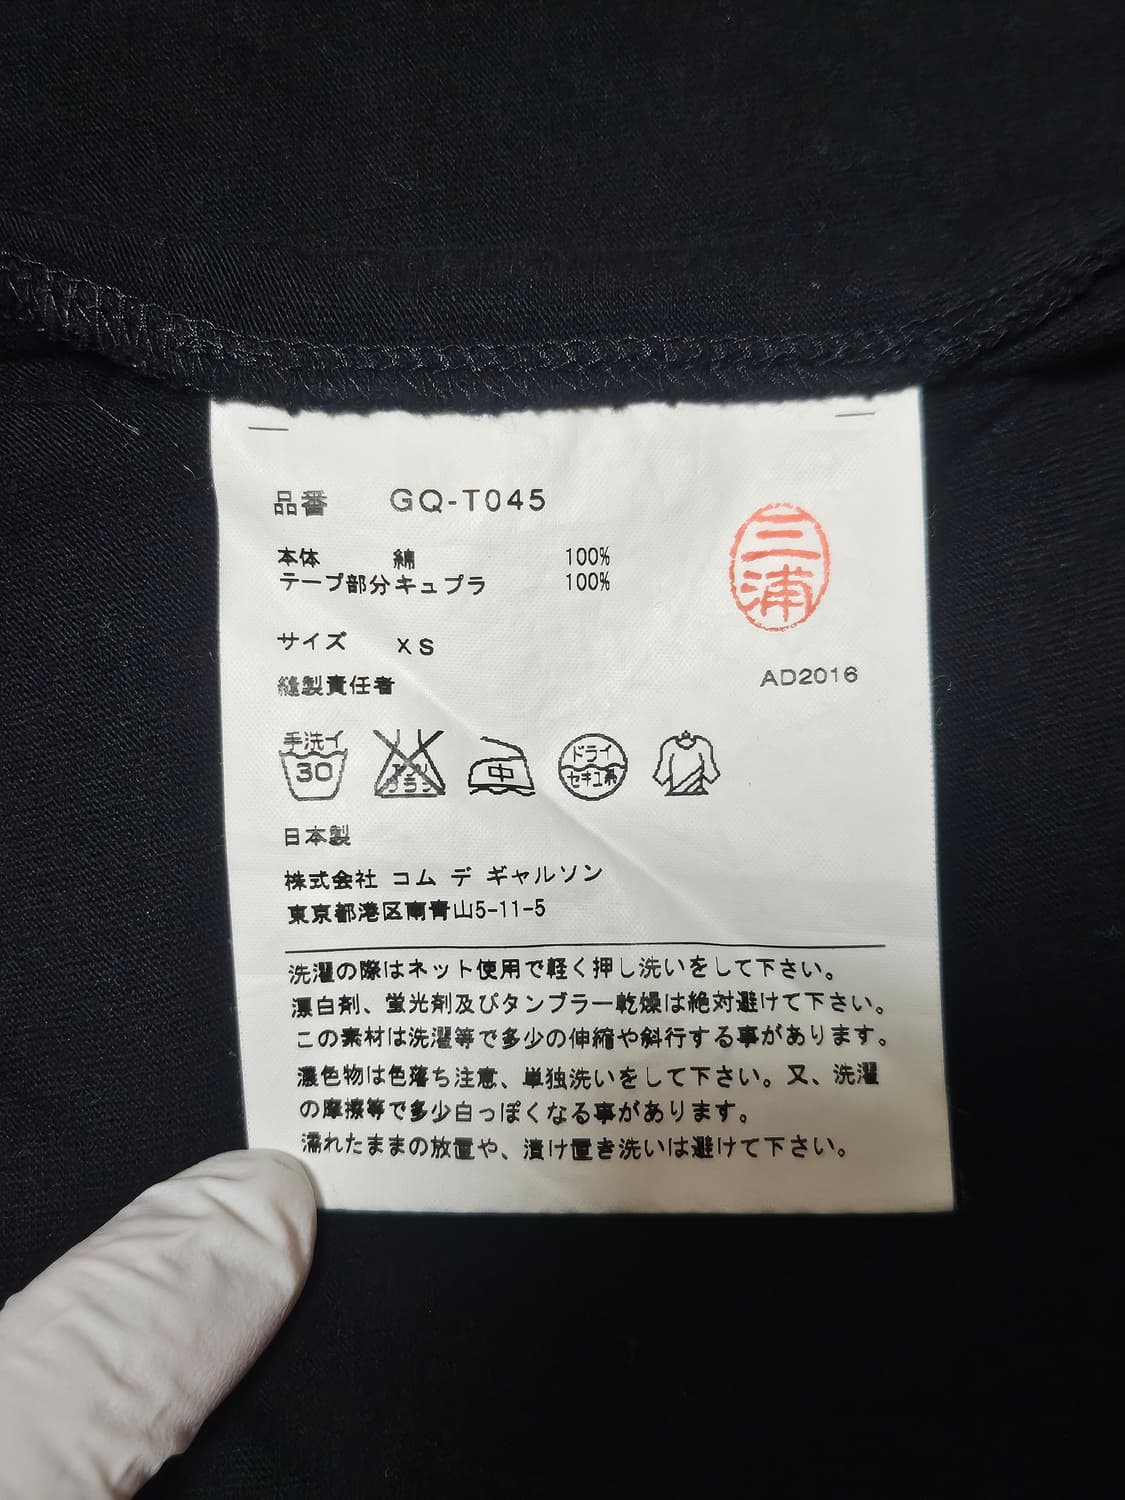 品番 GQ-T045
本体 綿 100%
テープ部分キュプラ 100%
三浦
サイズ XS
AD2016
縫製責任者
手洗イ 30
エンソ サラシ
中
ドライ セキユ系
日本製
株式会社 コム デ ギャルソン
東京都港区南青山5-11-5
洗濯の際はネット使用で軽く押し洗いをして下さい。
漂白剤、蛍光剤及びタンブラー乾燥は絶対避けて下さい。
この素材は洗濯等で多少の伸縮や斜行する事があります。
濃色物は色落ち注意、単独洗いをして下さい。又、洗濯
の摩擦等で多少白っぽくなる事があります。
濡れたままの放置や、漬け置き洗いは避けて下さい。